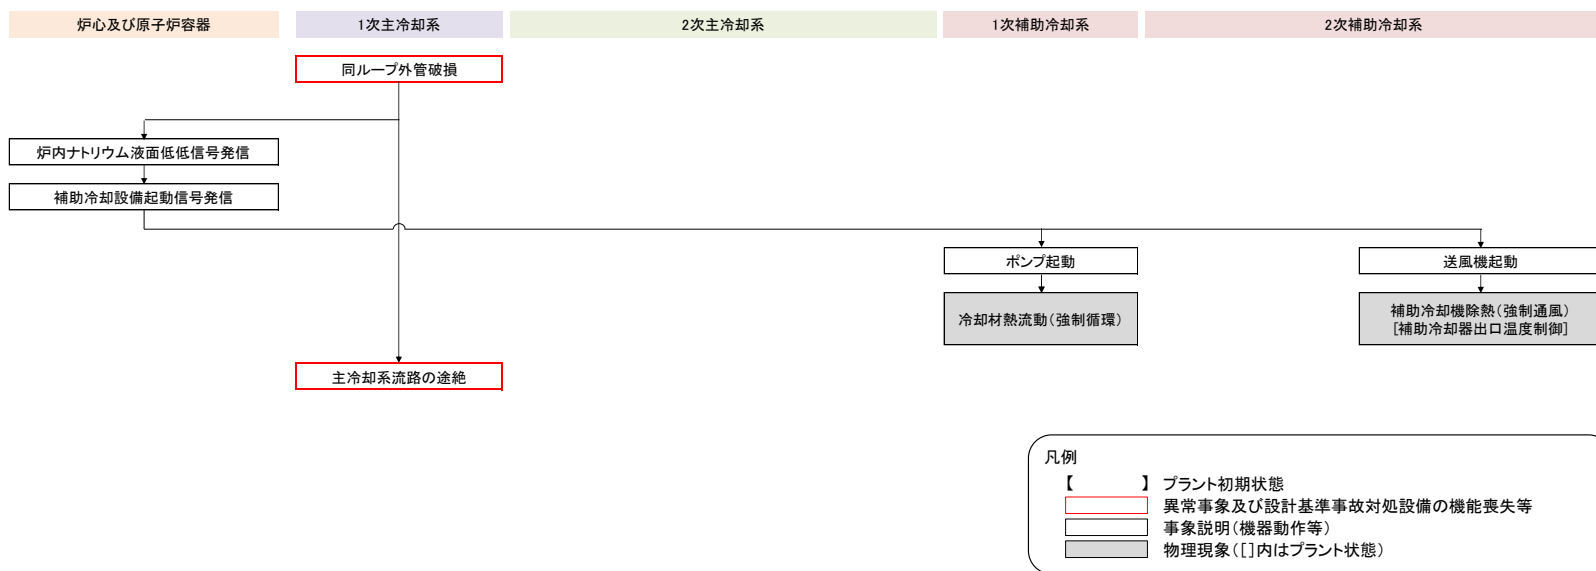 炉心及び原子炉容器
1次主冷却系
2次主冷却系
1次補助冷却系
2次補助冷却系
同ループ外管破損
炉内ナトリウム液面低低信号発信
補助冷却設備起動信号発信
ポンプ起動
送風機起動
冷却材熱流動(強制循環)
補助冷却機除熱(強制通風)
[補助冷却器出口温度制御]
主冷却系流路の途絶
凡例
【 】 プラント初期状態
異常事象及び設計基準事故対処設備の機能喪失等
事象説明(機器動作等)
物理現象([]内はプラント状態)